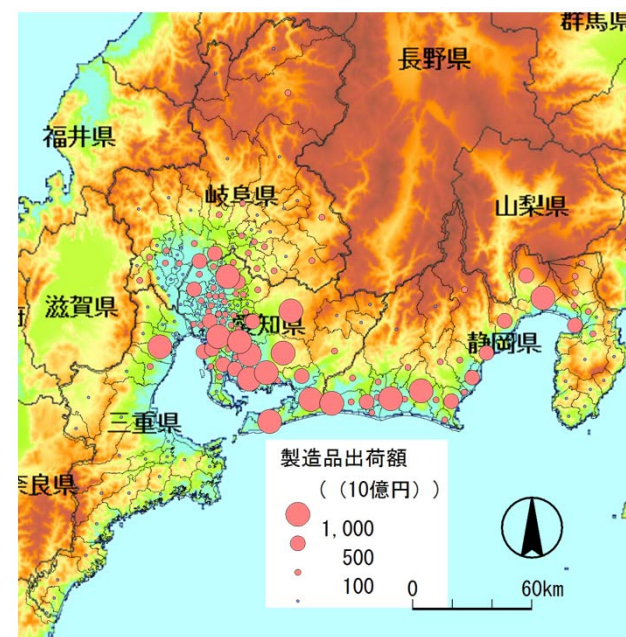 群馬県
長野県
福井県
岐阜県
山梨県
滋賀県
知県
静岡県
三重県
奈良県
製造品出荷額
((10億円))
1,000
500
100
0 60km